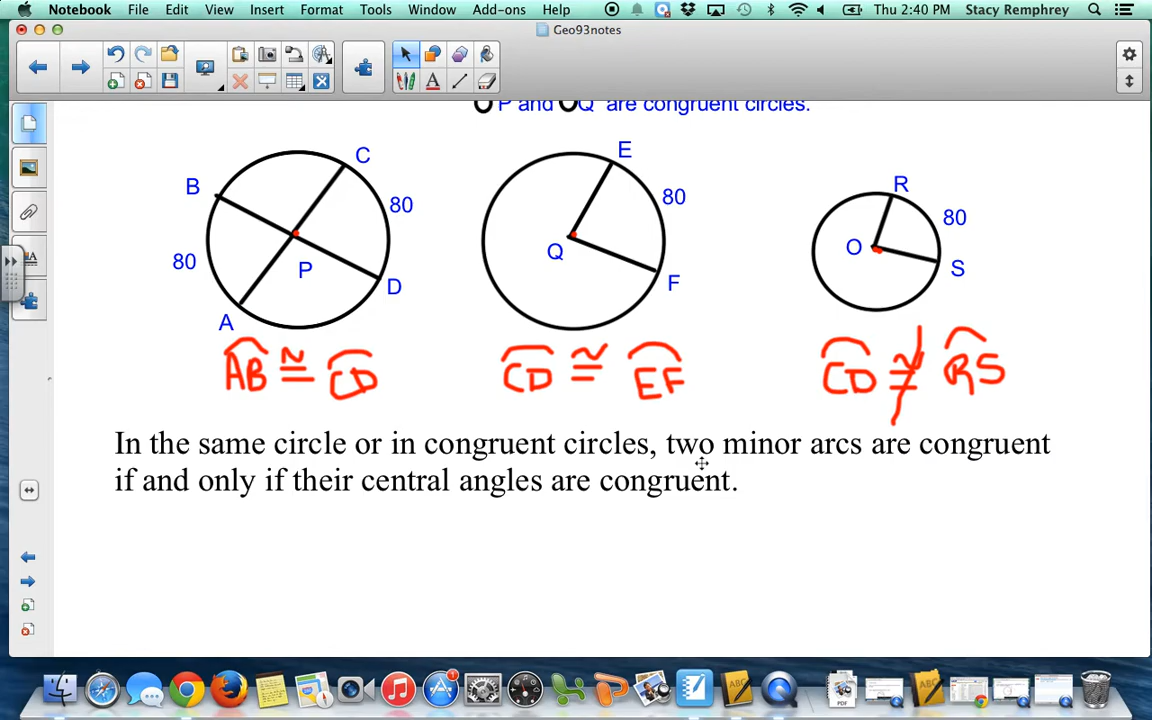 Notebook File Edit View Insert Format Tools Add-ons Help Thu 2:40 PM Stacy Remphrey
Geo93notes
P and Q are congruent circles.
C
B
80
80
P
D
A
E
80
Q
F
R
80
O
S
AB ≅ CD
CD ≅ EF
CD ≇ RS
In the same circle or in congruent circles, two minor arcs are congruent
if and only if their central angles are congruent.